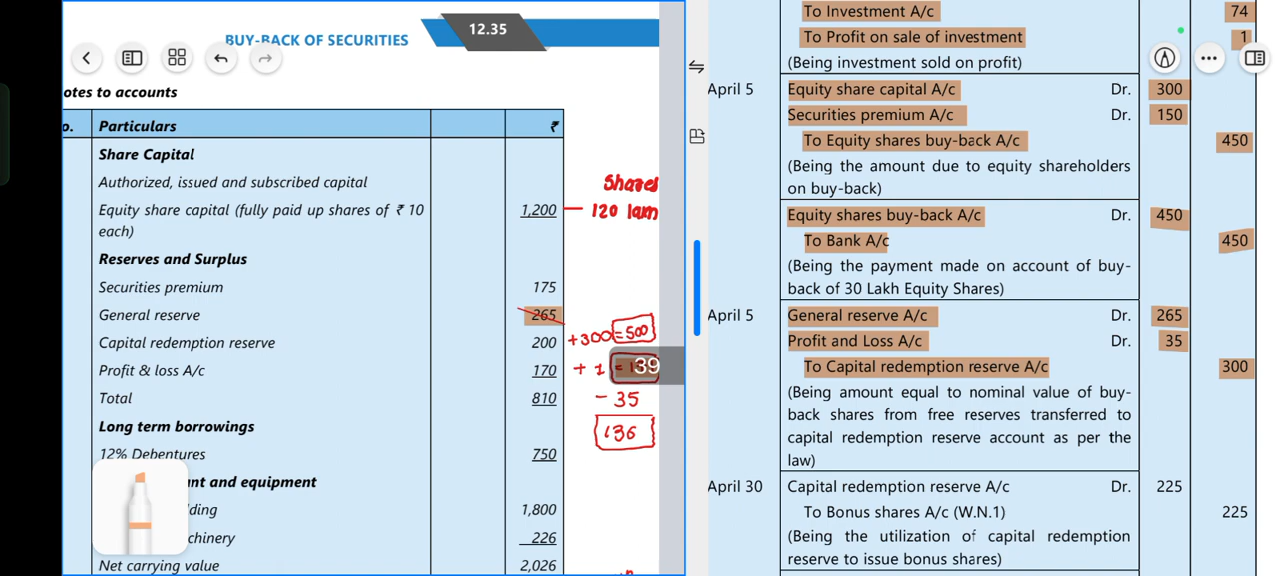 12.35
BUY-BACK OF SECURITIES
otes to accounts
o. Particulars ₹
Share Capital
Authorized, issued and subscribed capital
Equity share capital (fully paid up shares of ₹ 10 1,200
each)
Reserves and Surplus
Securities premium 175
General reserve 265
Capital redemption reserve 200
Profit & loss A/c 170
Total 810
Long term borrowings
12% Debentures 750
nt and equipment
lding 1,800
chinery 226
Net carrying value 2,026
Shares
120 lam
+300 = 500
+ 1 =
39
- 35
136
To Investment A/c 74
To Profit on sale of investment 1
(Being investment sold on profit)
April 5 Equity share capital A/c Dr. 300
Securities premium A/c Dr. 150
To Equity shares buy-back A/c 450
(Being the amount due to equity shareholders
on buy-back)
Equity shares buy-back A/c Dr. 450
To Bank A/c 450
(Being the payment made on account of buy-
back of 30 Lakh Equity Shares)
April 5 General reserve A/c Dr. 265
Profit and Loss A/c Dr. 35
To Capital redemption reserve A/c 300
(Being amount equal to nominal value of buy-
back shares from free reserves transferred to
capital redemption reserve account as per the
law)
April 30 Capital redemption reserve A/c Dr. 225
To Bonus shares A/c (W.N.1) 225
(Being the utilization of capital redemption
reserve to issue bonus shares)